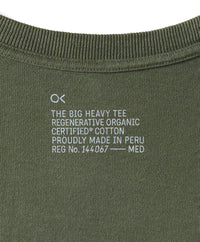 OK
THE BIG HEAVY TEE
REGENERATIVE ORGANIC
CERTIFIED® COTTON
PROUDLY MADE IN PERU
REG No. 144067 — MED